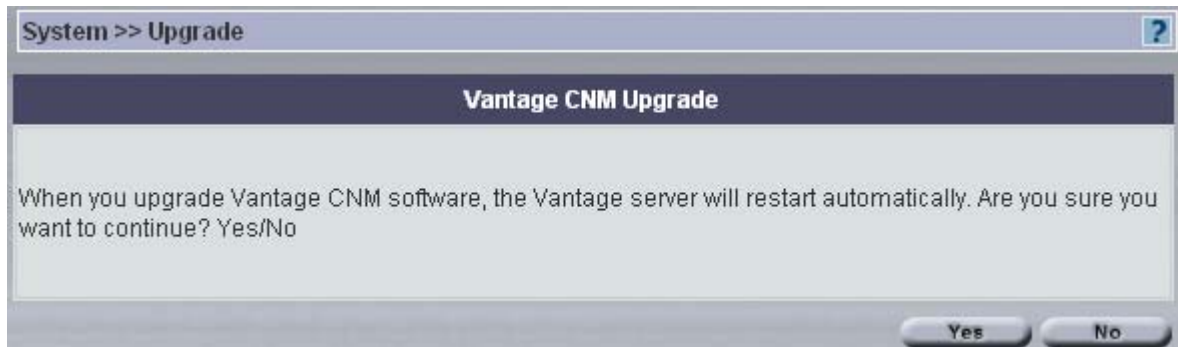 System >> Upgrade
?
Vantage CNM Upgrade
When you upgrade Vantage CNM software, the Vantage server will restart automatically. Are you sure you
want to continue? Yes/No
Yes
No